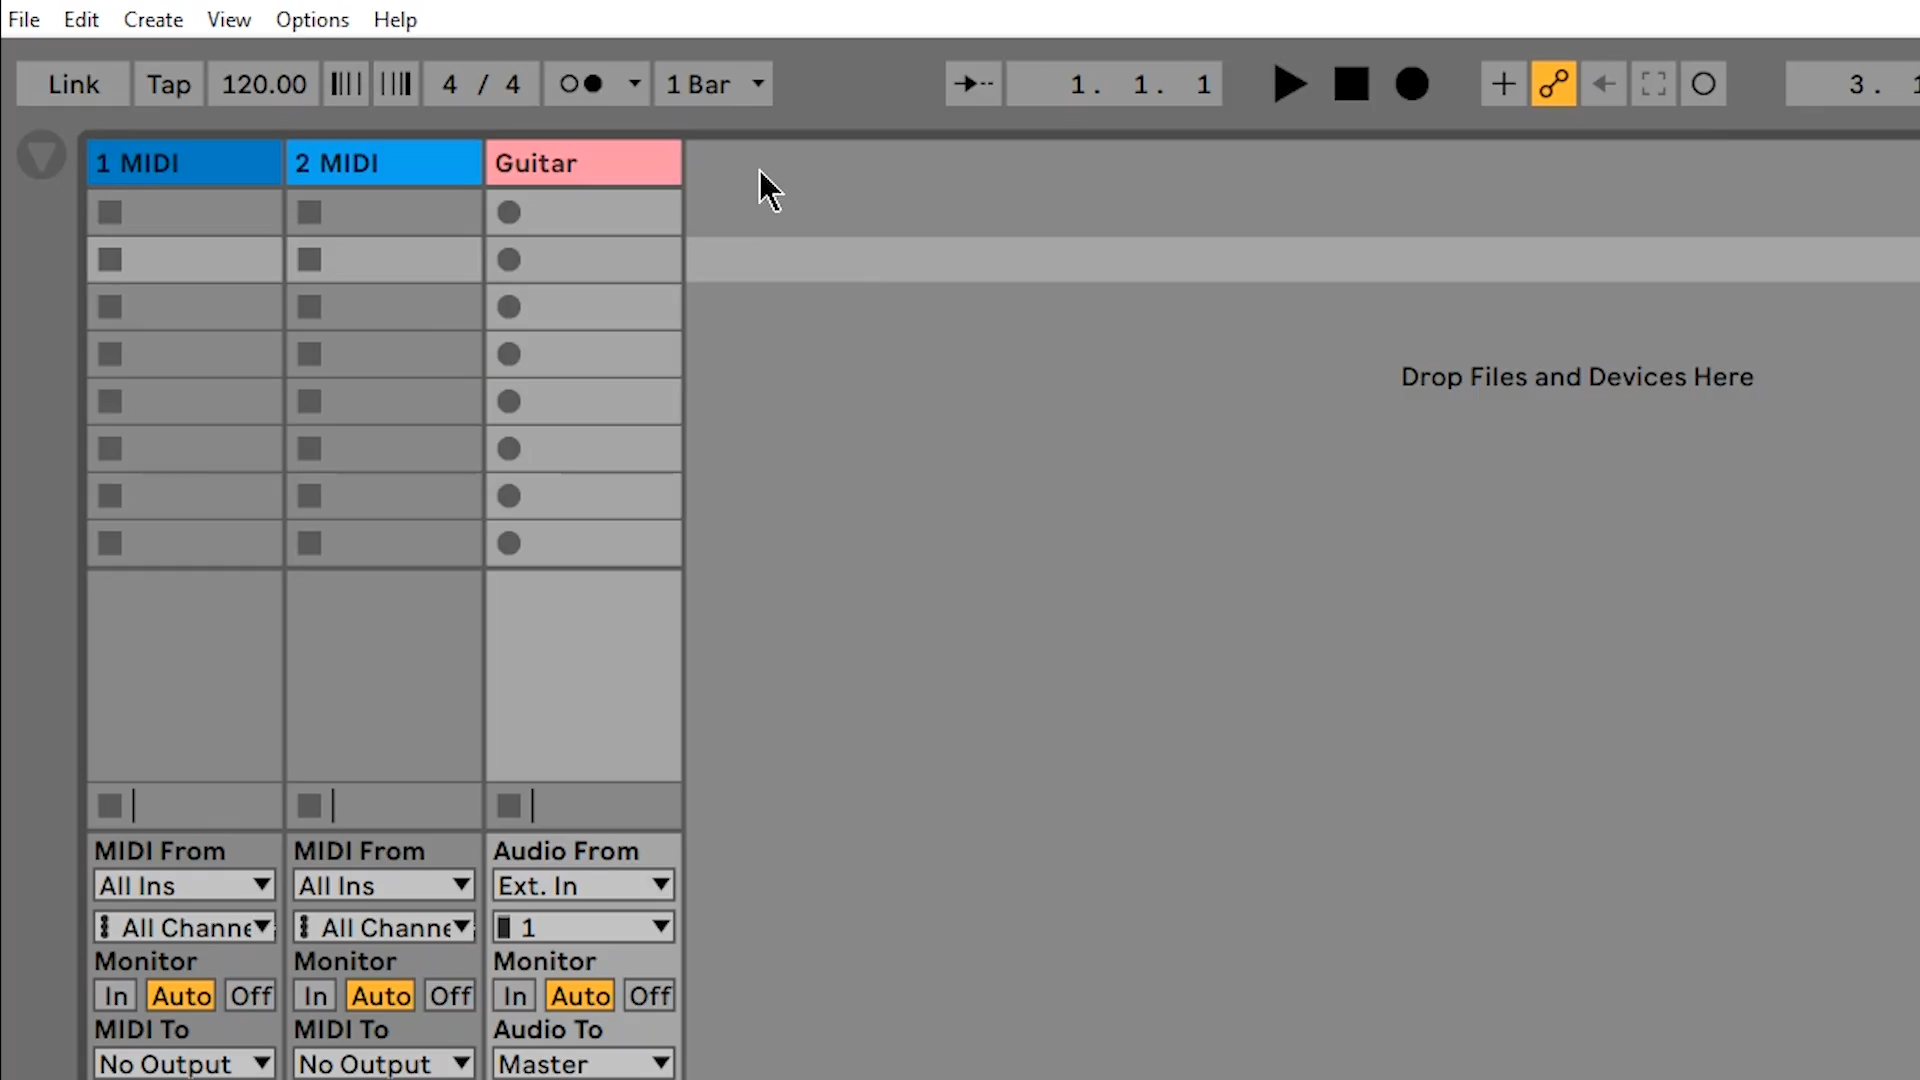 File Edit Create View Options Help
Link Tap 120.00 4 / 4 1 Bar 1. 1. 1 3. 1
1 MIDI 2 MIDI Guitar
Drop Files and Devices Here
MIDI From MIDI From Audio From
All Ins All Ins Ext. In
All Channe All Channe 1
Monitor Monitor Monitor
In Auto Off In Auto Off In Auto Off
MIDI To MIDI To Audio To
No Output No Output Master